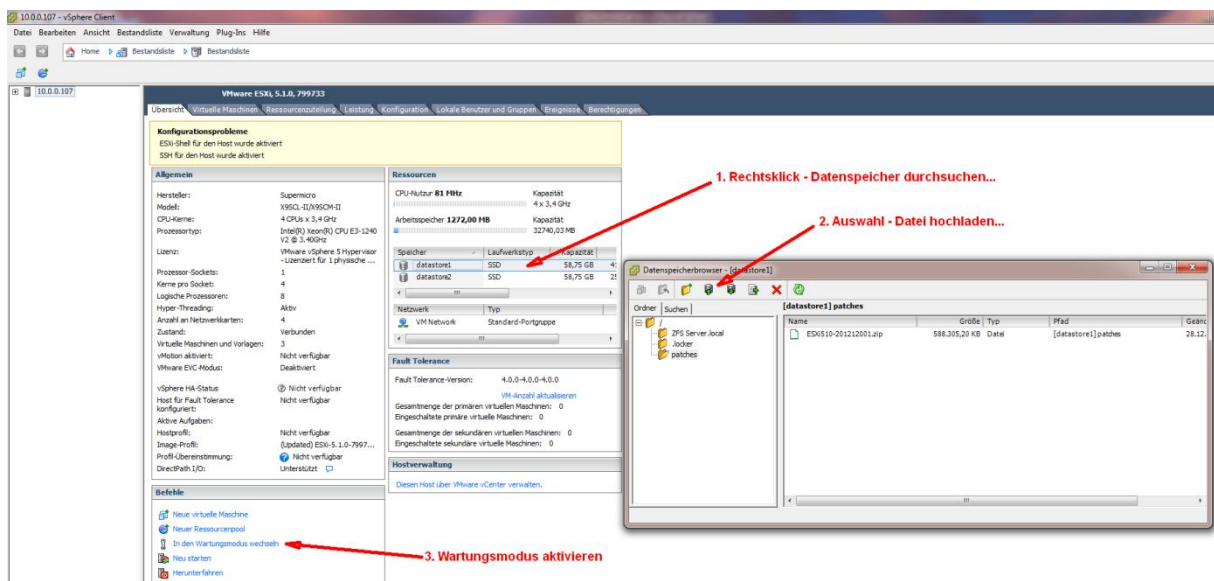 10.0.0.107 - vSphere Client
Datei Bearbeiten Ansicht Bestandsliste Verwaltung Plug-Ins Hilfe
Home Bestandsliste Bestandsliste
10.0.0.107
VMware ESXi, 5.1.0, 799733
Übersicht Virtuelle Maschinen Ressourcenzuteilung Leistung Konfiguration Lokale Benutzer und Gruppen Ereignisse Berechtigungen
Konfigurationsprobleme
ESXi-Shell für den Host wurde aktiviert
SSH für den Host wurde aktiviert
Allgemein
Hersteller: Supermicro
Modell: X9SCL-II/X9SCM-II
CPU-Kerne: 4 CPUs x 3,4 GHz
Prozessortyp: Intel(R) Xeon(R) CPU E3-1240
V2 @ 3.40GHz
Lizenz: VMware vSphere 5 Hypervisor
- Lizenziert für 1 physische ...
Prozessor-Sockets: 1
Kerne pro Socket: 4
Logische Prozessoren: 8
Hyper-Threading: Aktiv
Anzahl an Netzwerkkarten: 4
Zustand: Verbunden
Virtuelle Maschinen und Vorlagen: 3
vMotion aktiviert: Nicht verfügbar
VMware EVC-Modus: Deaktiviert
vSphere HA-Status Nicht verfügbar
Host für Fault Tolerance Nicht verfügbar
konfiguriert:
Aktive Aufgaben:
Hostprofil: Nicht verfügbar
Image-Profil: (Updated) ESXi-5.1.0-7997...
Profil-Übereinstimmung: Nicht verfügbar
DirectPath I/O: Unterstützt
Befehle
Neue virtuelle Maschine
Neuer Ressourcenpool
In den Wartungsmodus wechseln
Neu starten
Herunterfahren
Ressourcen
CPU-Nutzung 81 MHz Kapazität
4 x 3,4 GHz
Arbeitsspeicher 1272,00 MB Kapazität
32740,03 MB
Speicher Laufwerkstyp Kapazität
datastore1 SSD 58,75 GB
datastore2 SSD 58,75 GB
Netzwerk Typ
VM Network Standard-Portgruppe
Fault Tolerance
Fault Tolerance-Version: 4.0.0-4.0.0-4.0.0
VM-Anzahl aktualisieren
Gesamtmenge der primären virtuellen Maschinen: 0
Eingeschaltete primäre virtuelle Maschinen: 0
Gesamtmenge der sekundären virtuellen Maschinen: 0
Eingeschaltete sekundäre virtuelle Maschinen: 0
Hostverwaltung
Diesen Host über VMware vCenter verwalten.
1. Rechtsklick - Datenspeicher durchsuchen...
2. Auswahl - Datei hochladen...
3. Wartungsmodus aktivieren
Datenspeicherbrowser - [datastore1]
Ordner Suchen
/
ZFS Server.local
.locker
patches
[datastore1] patches
Name Größe Typ Pfad
ESXi510-201212001.zip 588.305,20 KB Datei [datastore1] patches 28.12.